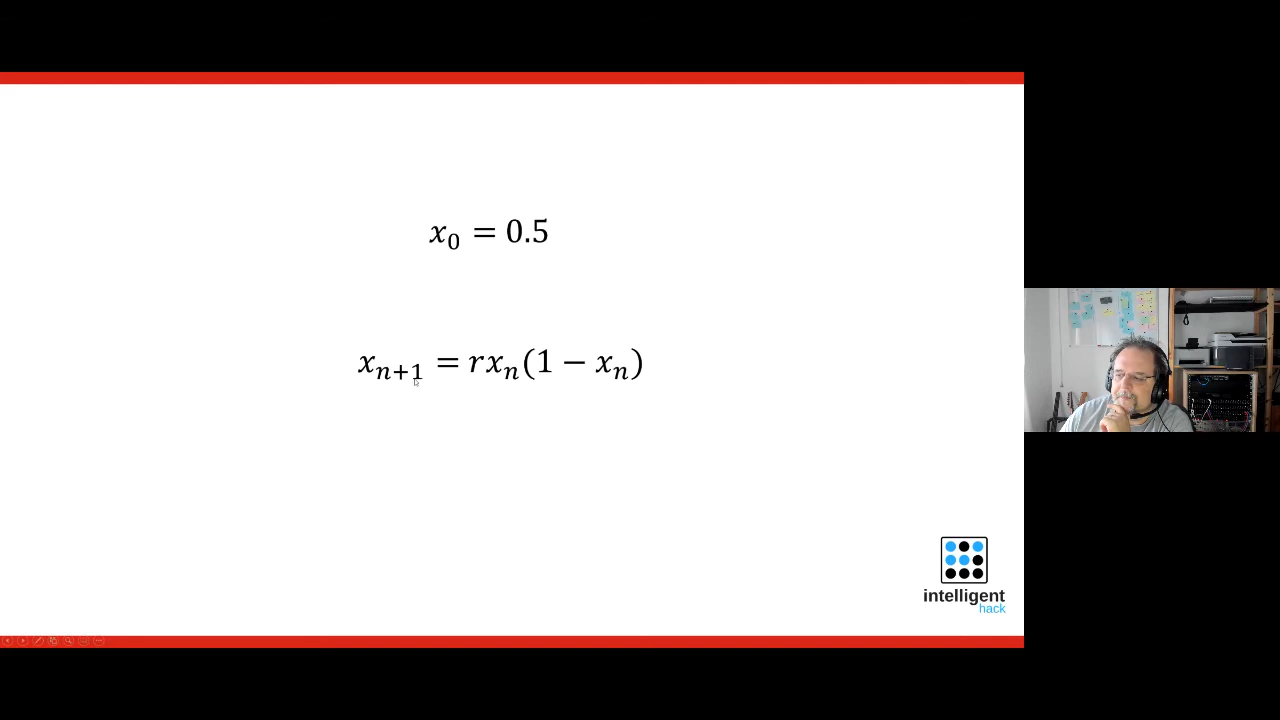 x₀ = 0.5
xₙ₊₁ = rxₙ(1 − xₙ)
intelligent
hack